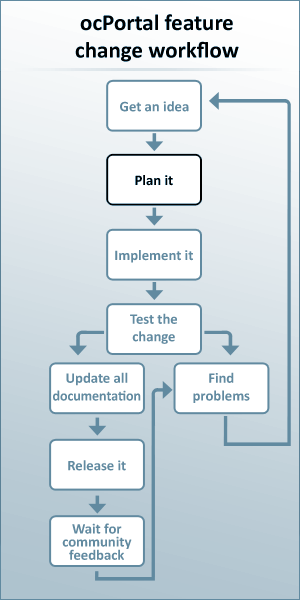 ocPortal feature
change workflow
Get an idea
Plan it
Implement it
Test the
change
Update all
documentation
Find
problems
Release it
Wait for
community
feedback